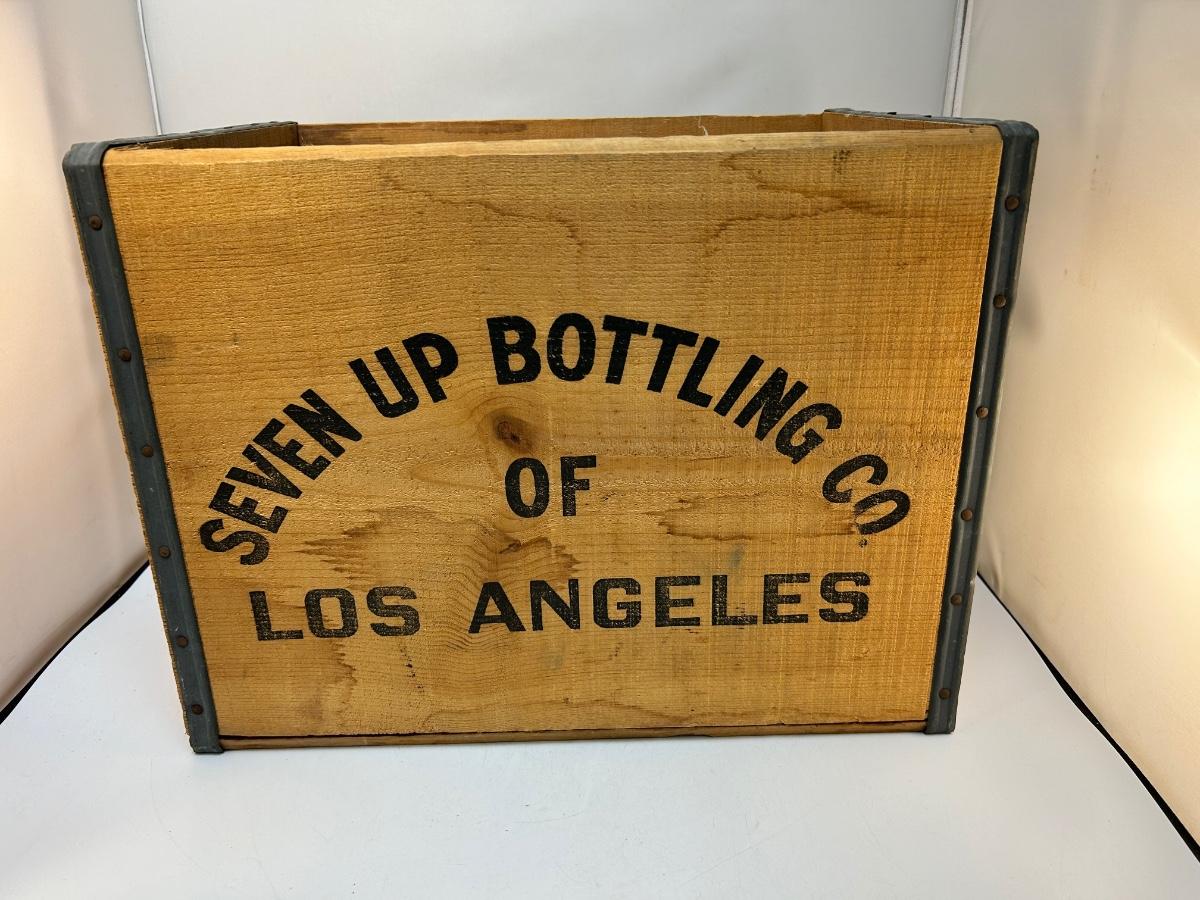 SEVEN UP BOTTLING CO.
OF
LOS ANGELES